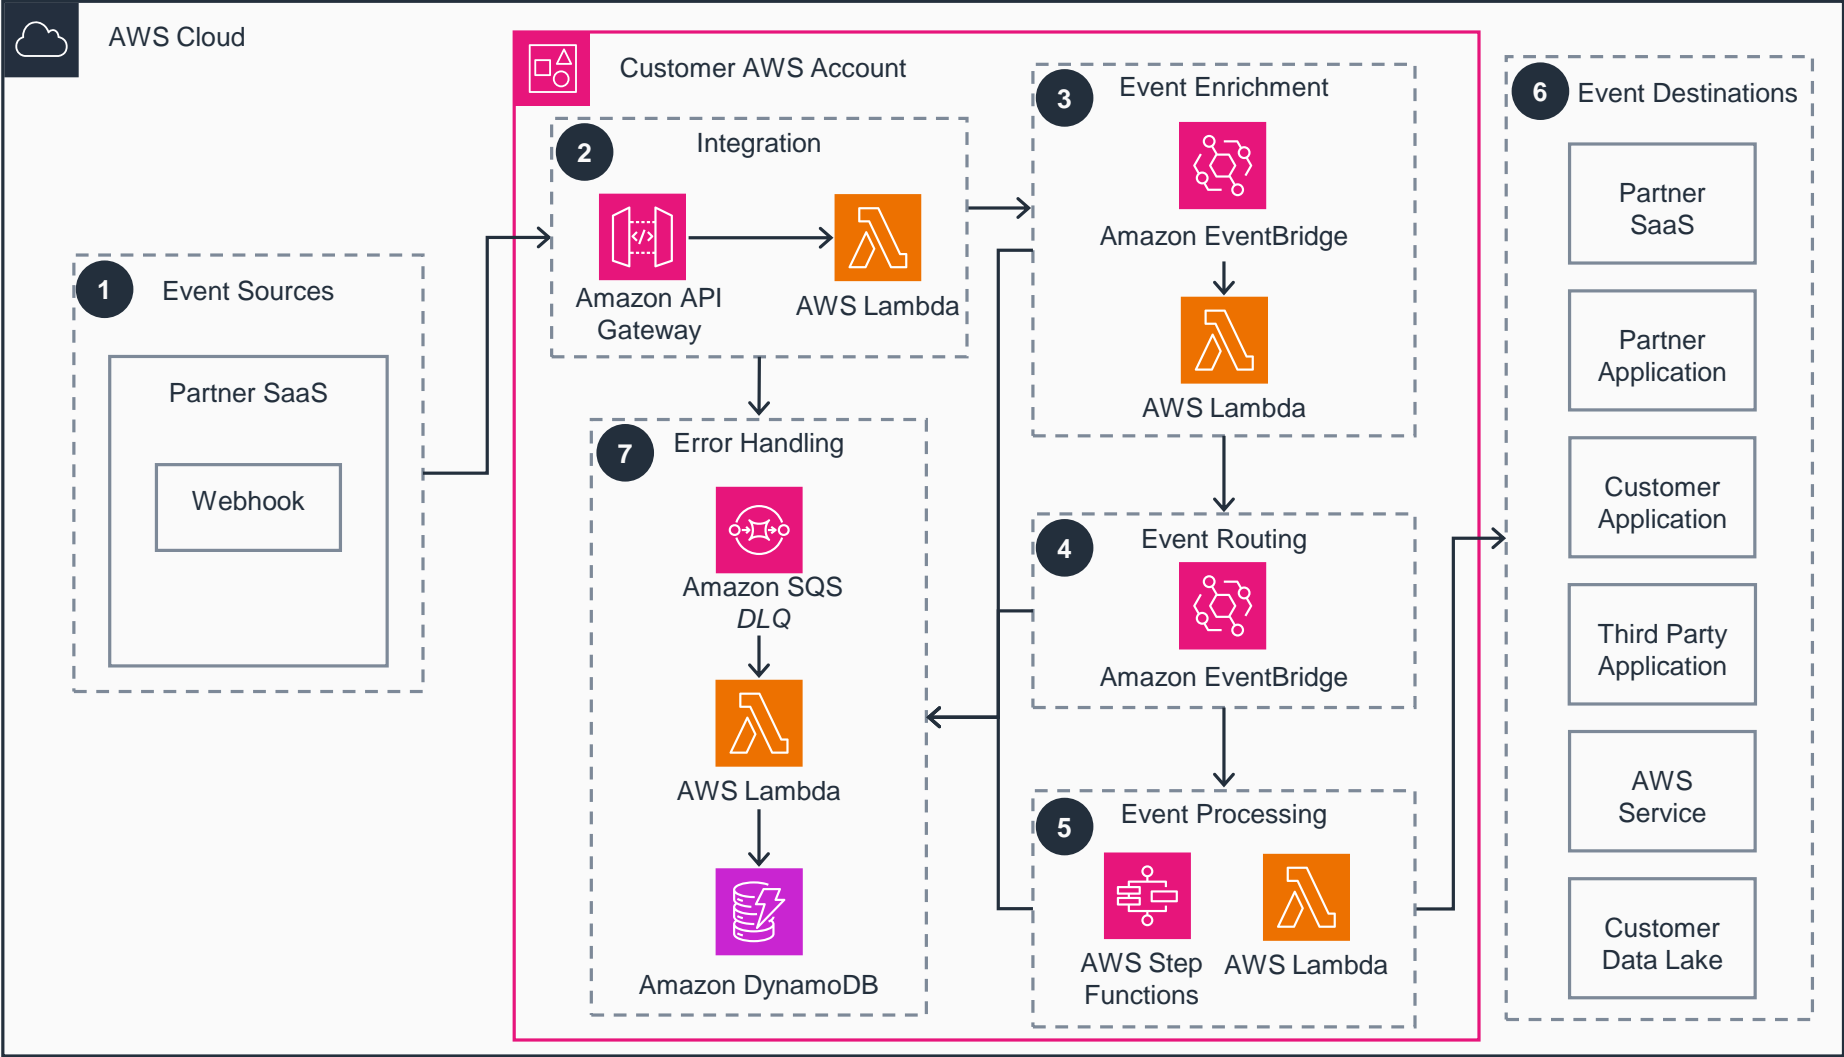 AWS Cloud
Customer AWS Account
1
Event Sources
Partner SaaS
Webhook
2
Integration
Amazon API
Gateway
AWS Lambda
3
Event Enrichment
Amazon EventBridge
AWS Lambda
4
Event Routing
Amazon EventBridge
5
Event Processing
AWS Step
Functions
AWS Lambda
6
Event Destinations
Partner
SaaS
Partner
Application
Customer
Application
Third Party
Application
AWS
Service
Customer
Data Lake
7
Error Handling
Amazon SQS
DLQ
AWS Lambda
Amazon DynamoDB